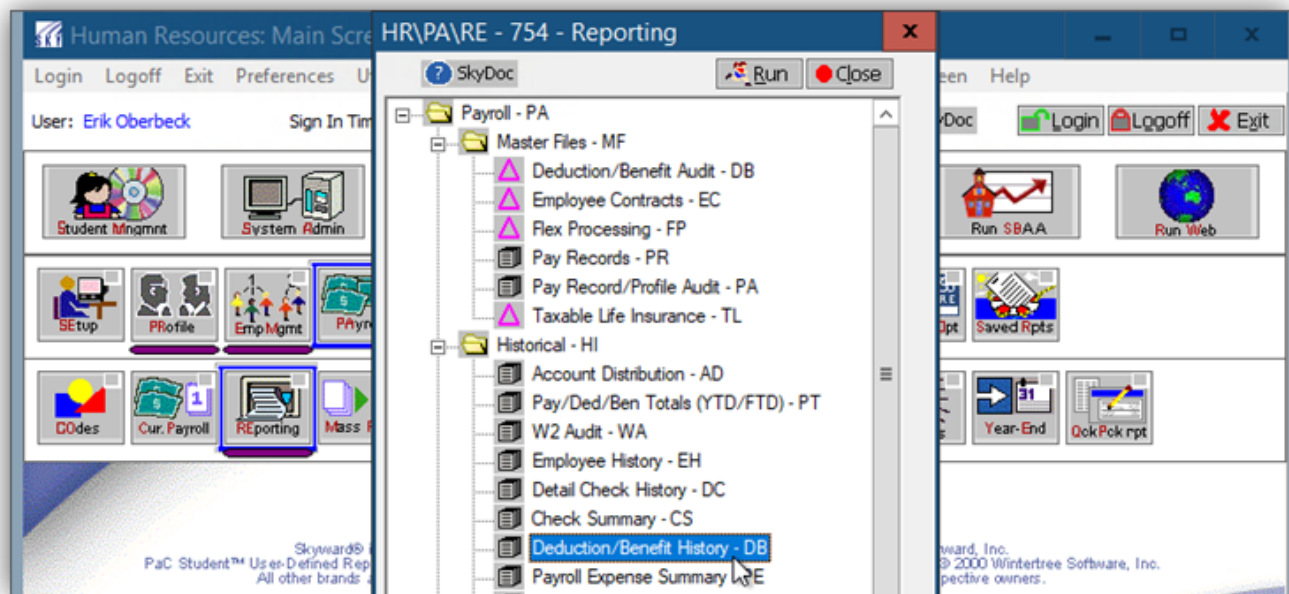 Human Resources: Main Scre
HR\PA\RE - 754 - Reporting
Login Logoff Exit Preferences
SkyDoc
Run
Close
een Help
User: Erik Oberbeck
Sign In Tim
Doc
Login
Logoff
Exit
Payroll - PA
Master Files - MF
Deduction/Benefit Audit - DB
Employee Contracts - EC
Flex Processing - FP
Pay Records - PR
Pay Record/Profile Audit - PA
Taxable Life Insurance - TL
Historical - HI
Account Distribution - AD
Pay/Ded/Ben Totals (YTD/FTD) - PT
W2 Audit - WA
Employee History - EH
Detail Check History - DC
Check Summary - CS
Deduction/Benefit History - DB
Payroll Expense Summary
Student Mngmnt
System Admin
Run SBAA
Run Web
SEtup
PRofile
Emp Mgmt
PAyr
Saved Rpts
COdes
Cur. Payroll
REporting
Mass
Year-End
QckPck rpt
Skyward®
PaC Student™ User-Defined Rep
All other brands
ward, Inc.
© 2000 Wintertree Software, Inc.
pective owners.